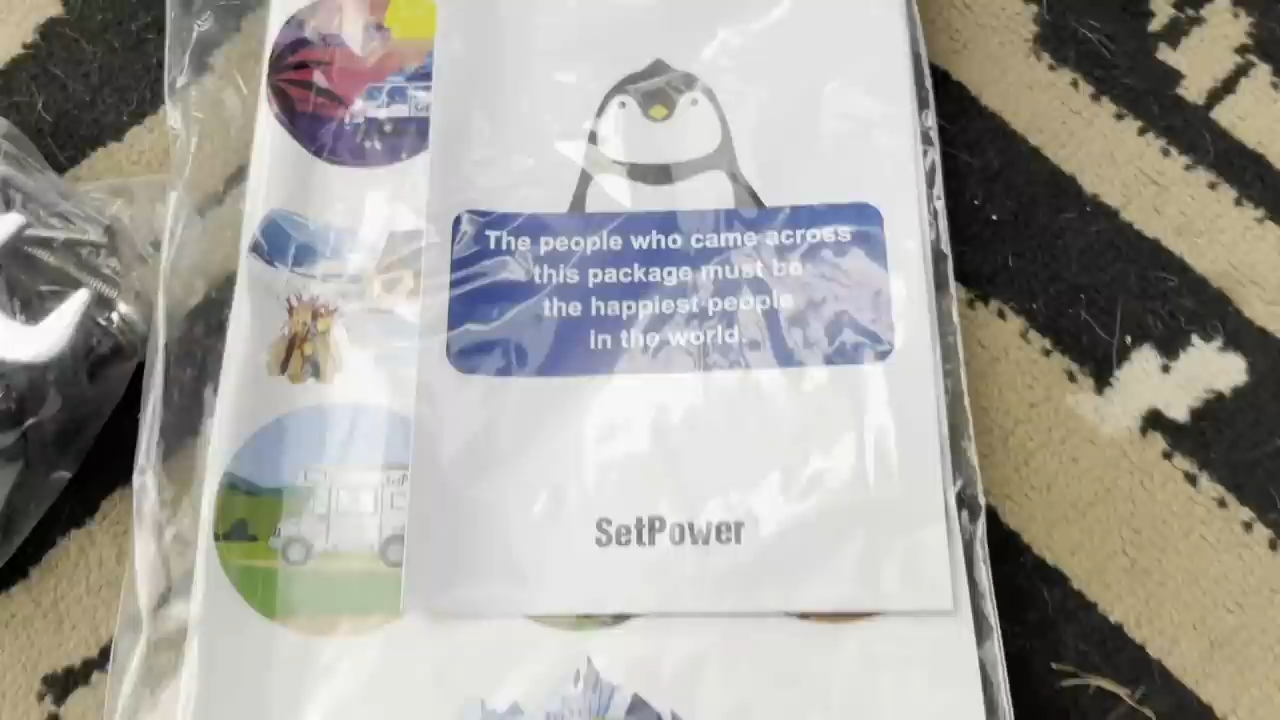 The people who came across
this package must be
the happiest people
in the world.
SetPower